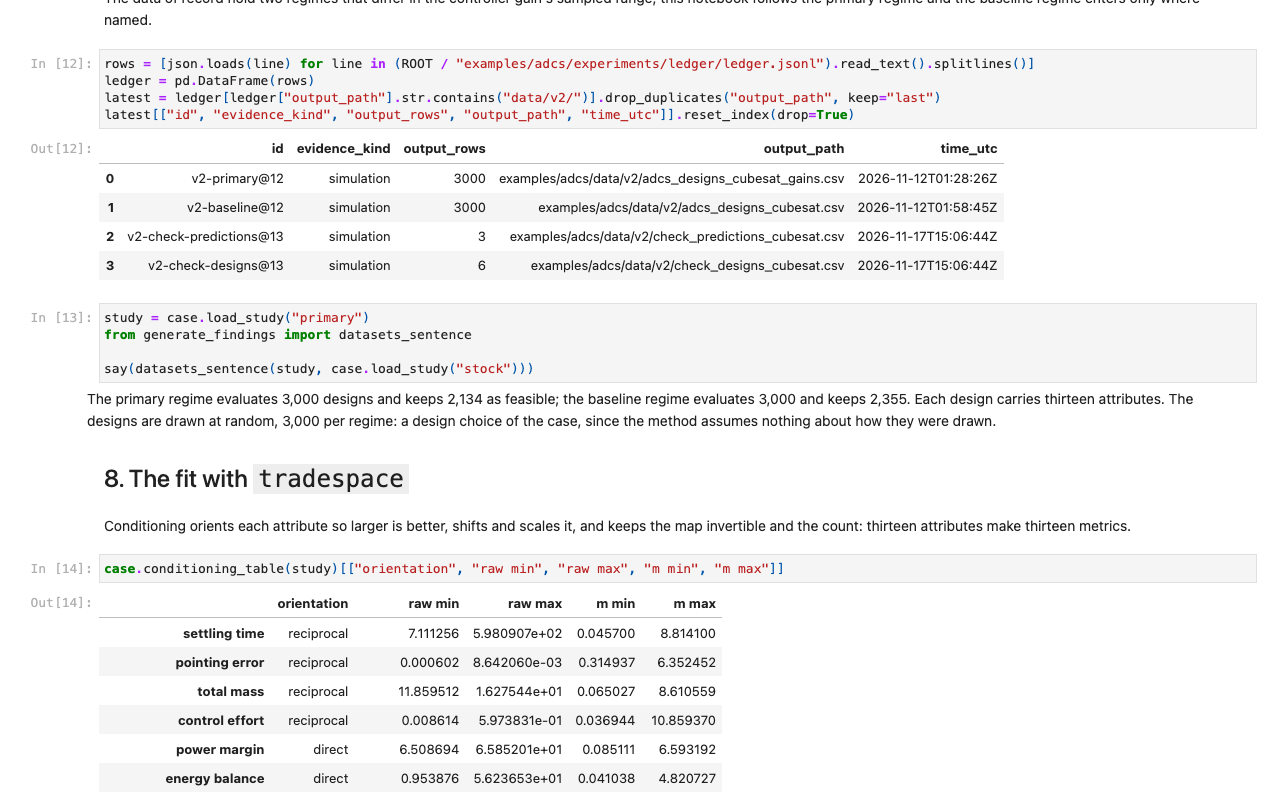 named.
In [12]: rows = [json.loads(line) for line in (ROOT / "examples/adcs/experiments/ledger/ledger.jsonl").read_text().splitlines()]
ledger = pd.DataFrame(rows)
latest = ledger[ledger["output_path"].str.contains("data/v2/")].drop_duplicates("output_path", keep="last")
latest[["id", "evidence_kind", "output_rows", "output_path", "time_utc"]].reset_index(drop=True)
Out[12]: id evidence_kind output_rows output_path time_utc
0 v2-primary@12 simulation 3000 examples/adcs/data/v2/adcs_designs_cubesat_gains.csv 2026-11-12T01:28:26Z
1 v2-baseline@12 simulation 3000 examples/adcs/data/v2/adcs_designs_cubesat.csv 2026-11-12T01:58:45Z
2 v2-check-predictions@13 simulation 3 examples/adcs/data/v2/check_predictions_cubesat.csv 2026-11-17T15:06:44Z
3 v2-check-designs@13 simulation 6 examples/adcs/data/v2/check_designs_cubesat.csv 2026-11-17T15:06:44Z
In [13]: study = case.load_study("primary")
from generate_findings import datasets_sentence
say(datasets_sentence(study, case.load_study("stock")))
The primary regime evaluates 3,000 designs and keeps 2,134 as feasible; the baseline regime evaluates 3,000 and keeps 2,355. Each design carries thirteen attributes. The
designs are drawn at random, 3,000 per regime: a design choice of the case, since the method assumes nothing about how they were drawn.
8. The fit with tradespace
Conditioning orients each attribute so larger is better, shifts and scales it, and keeps the map invertible and the count: thirteen attributes make thirteen metrics.
In [14]: case.conditioning_table(study)[["orientation", "raw min", "raw max", "m min", "m max"]]
Out[14]: orientation raw min raw max m min m max
settling time reciprocal 7.111256 5.980907e+02 0.045700 8.814100
pointing error reciprocal 0.000602 8.642060e-03 0.314937 6.352452
total mass reciprocal 11.859512 1.627544e+01 0.065027 8.610559
control effort reciprocal 0.008614 5.973831e-01 0.036944 10.859370
power margin direct 6.508694 6.585201e+01 0.085111 6.593192
energy balance direct 0.953876 5.623653e+01 0.041038 4.820727